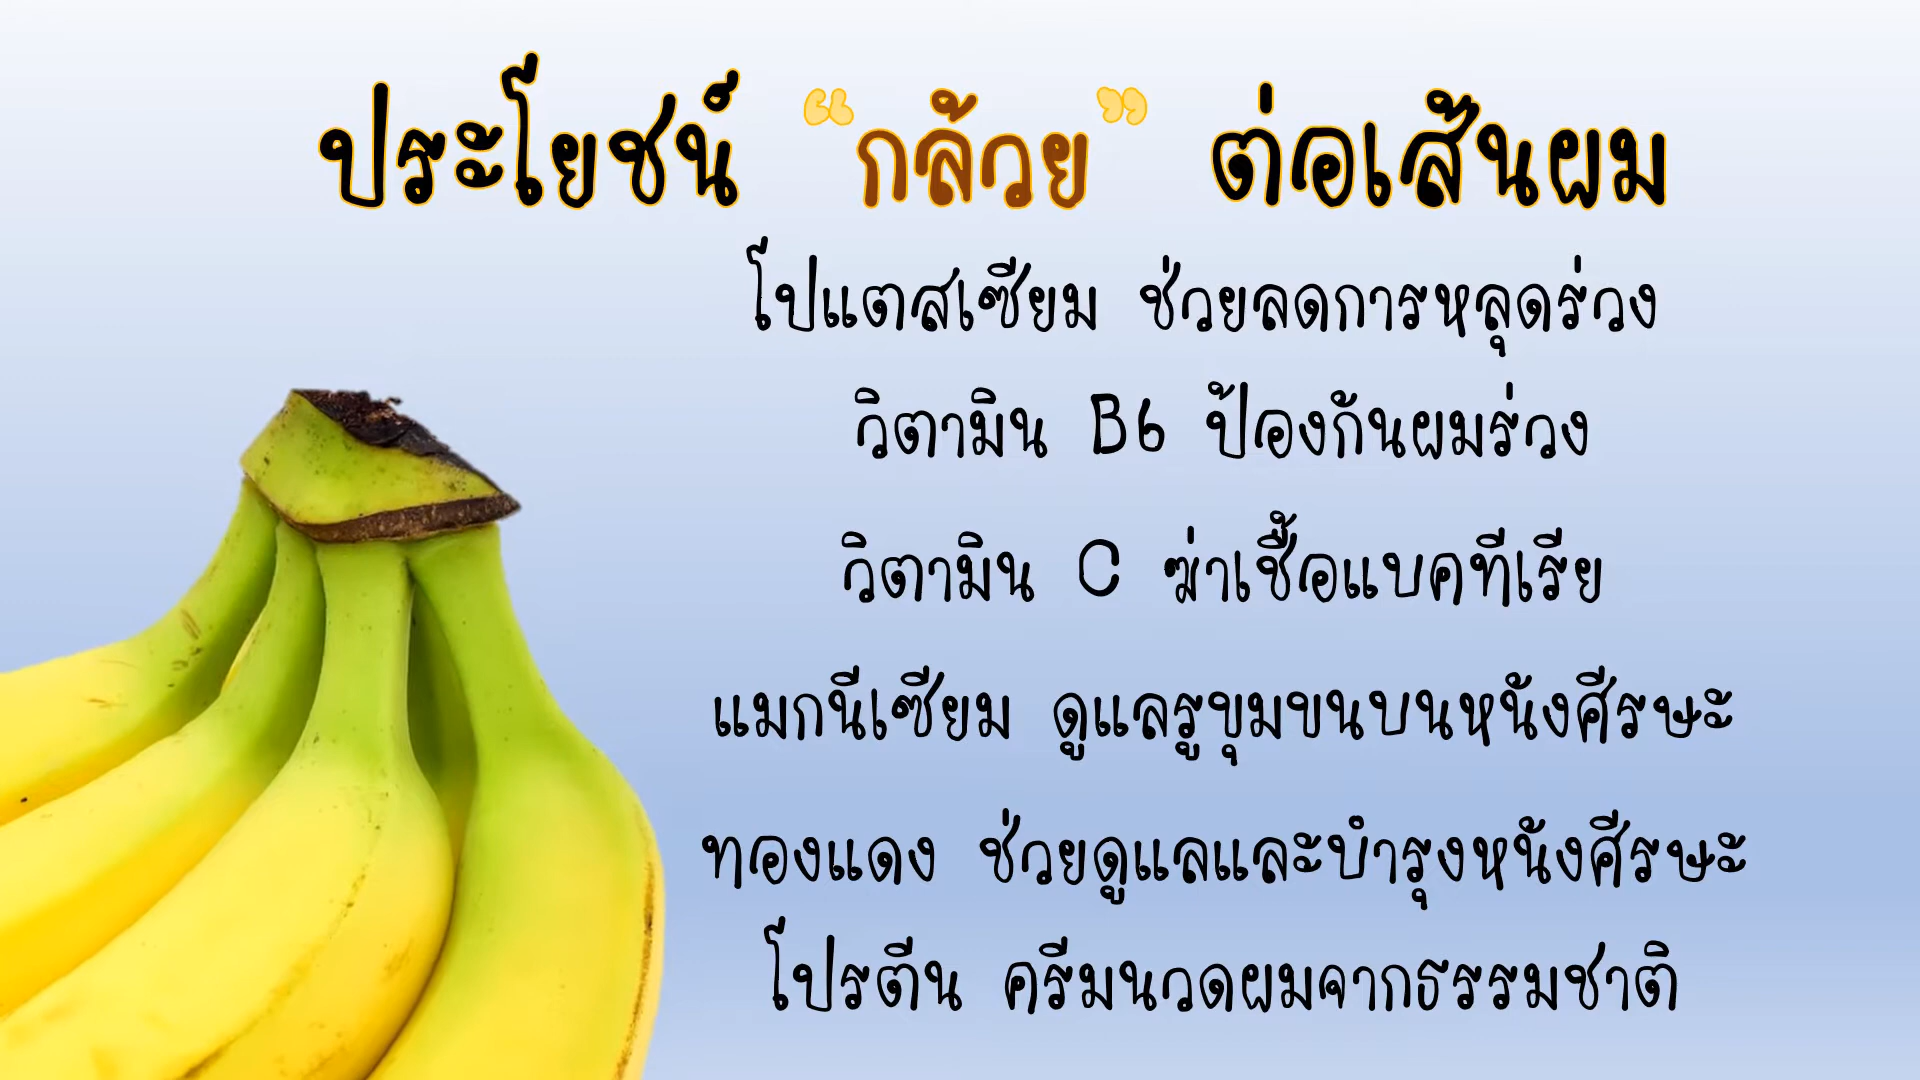 ประโยชน์ “กล้วย” ต่อเส้นผม
โปแตสเซียม ช่วยลดการหลุดร่วง
วิตามิน B6 ป้องกันผมร่วง
วิตามิน C ฆ่าเชื้อแบคทีเรีย
แมกนีเซียม ดูแลรูขุมขนบนหนังศีรษะ
ทองแดง ช่วยดูแลและบำรุงหนังศีรษะ
โปรตีน ครีมนวดผมจากธรรมชาติ